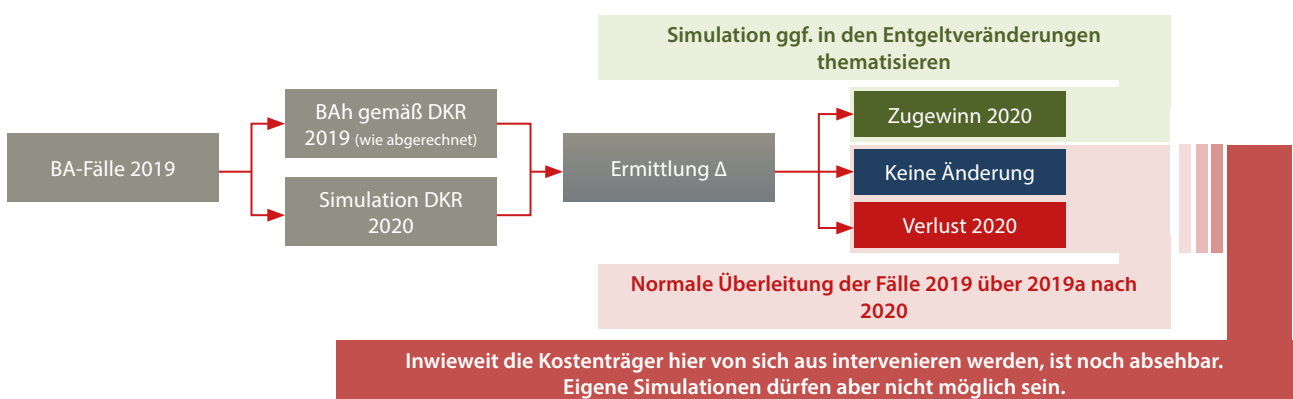 Simulation ggf. in den Entgeltveränderungen
thematisieren
BA-Fälle 2019
BAh gemäß DKR
2019 (wie abgerechnet)
Simulation DKR
2020
Ermittlung Δ
Zugewinn 2020
Keine Änderung
Verlust 2020
Normale Überleitung der Fälle 2019 über 2019a nach
2020
Inwieweit die Kostenträger hier von sich aus intervenieren werden, ist noch absehbar.
Eigene Simulationen dürfen aber nicht möglich sein.